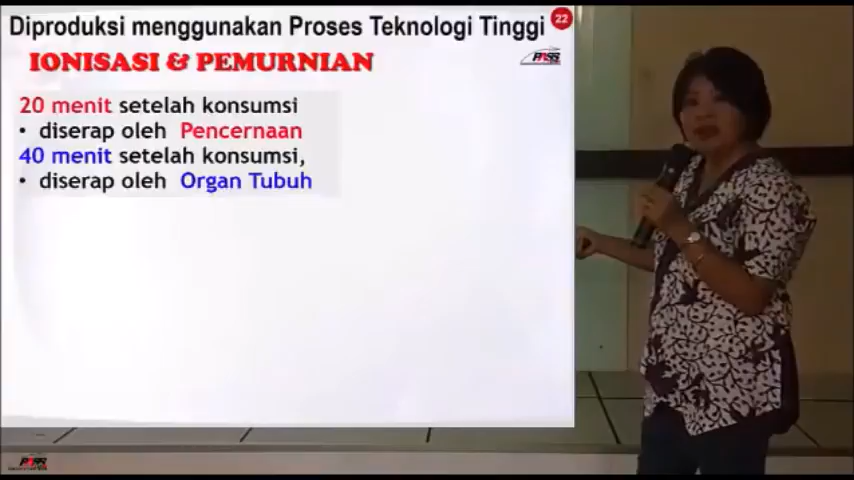 Diproduksi menggunakan Proses Teknologi Tinggi
22
IONISASI & PEMURNIAN
20 menit setelah konsumsi
• diserap oleh Pencernaan
40 menit setelah konsumsi,
• diserap oleh Organ Tubuh